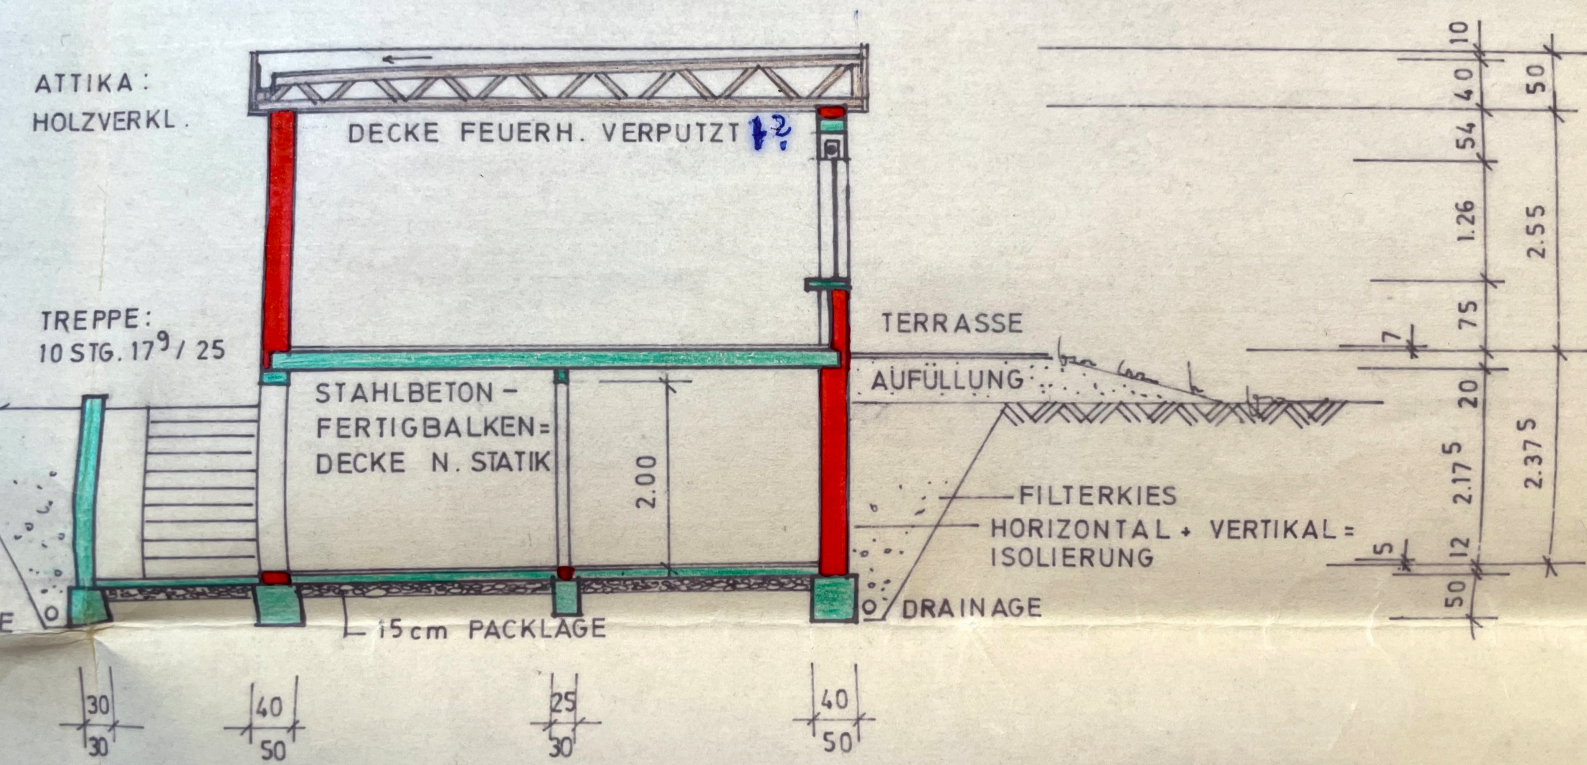 ATTIKA:
HOLZVERKL.
DECKE FEUERH. VERPUTZT ?
TREPPE:
10 STG. 17⁹ / 25
STAHLBETON-
FERTIGBALKEN=
DECKE N. STATIK
2.00
TERRASSE
AUFÜLLUNG
FILTERKIES
HORIZONTAL + VERTIKAL=
ISOLIERUNG
DRAINAGE
E
15cm PACKLAGE
10
40
50
54
1.26
2.55
75
7
20
2.17⁵
2.37⁵
5
12
50
30
30
40
50
25
30
40
50